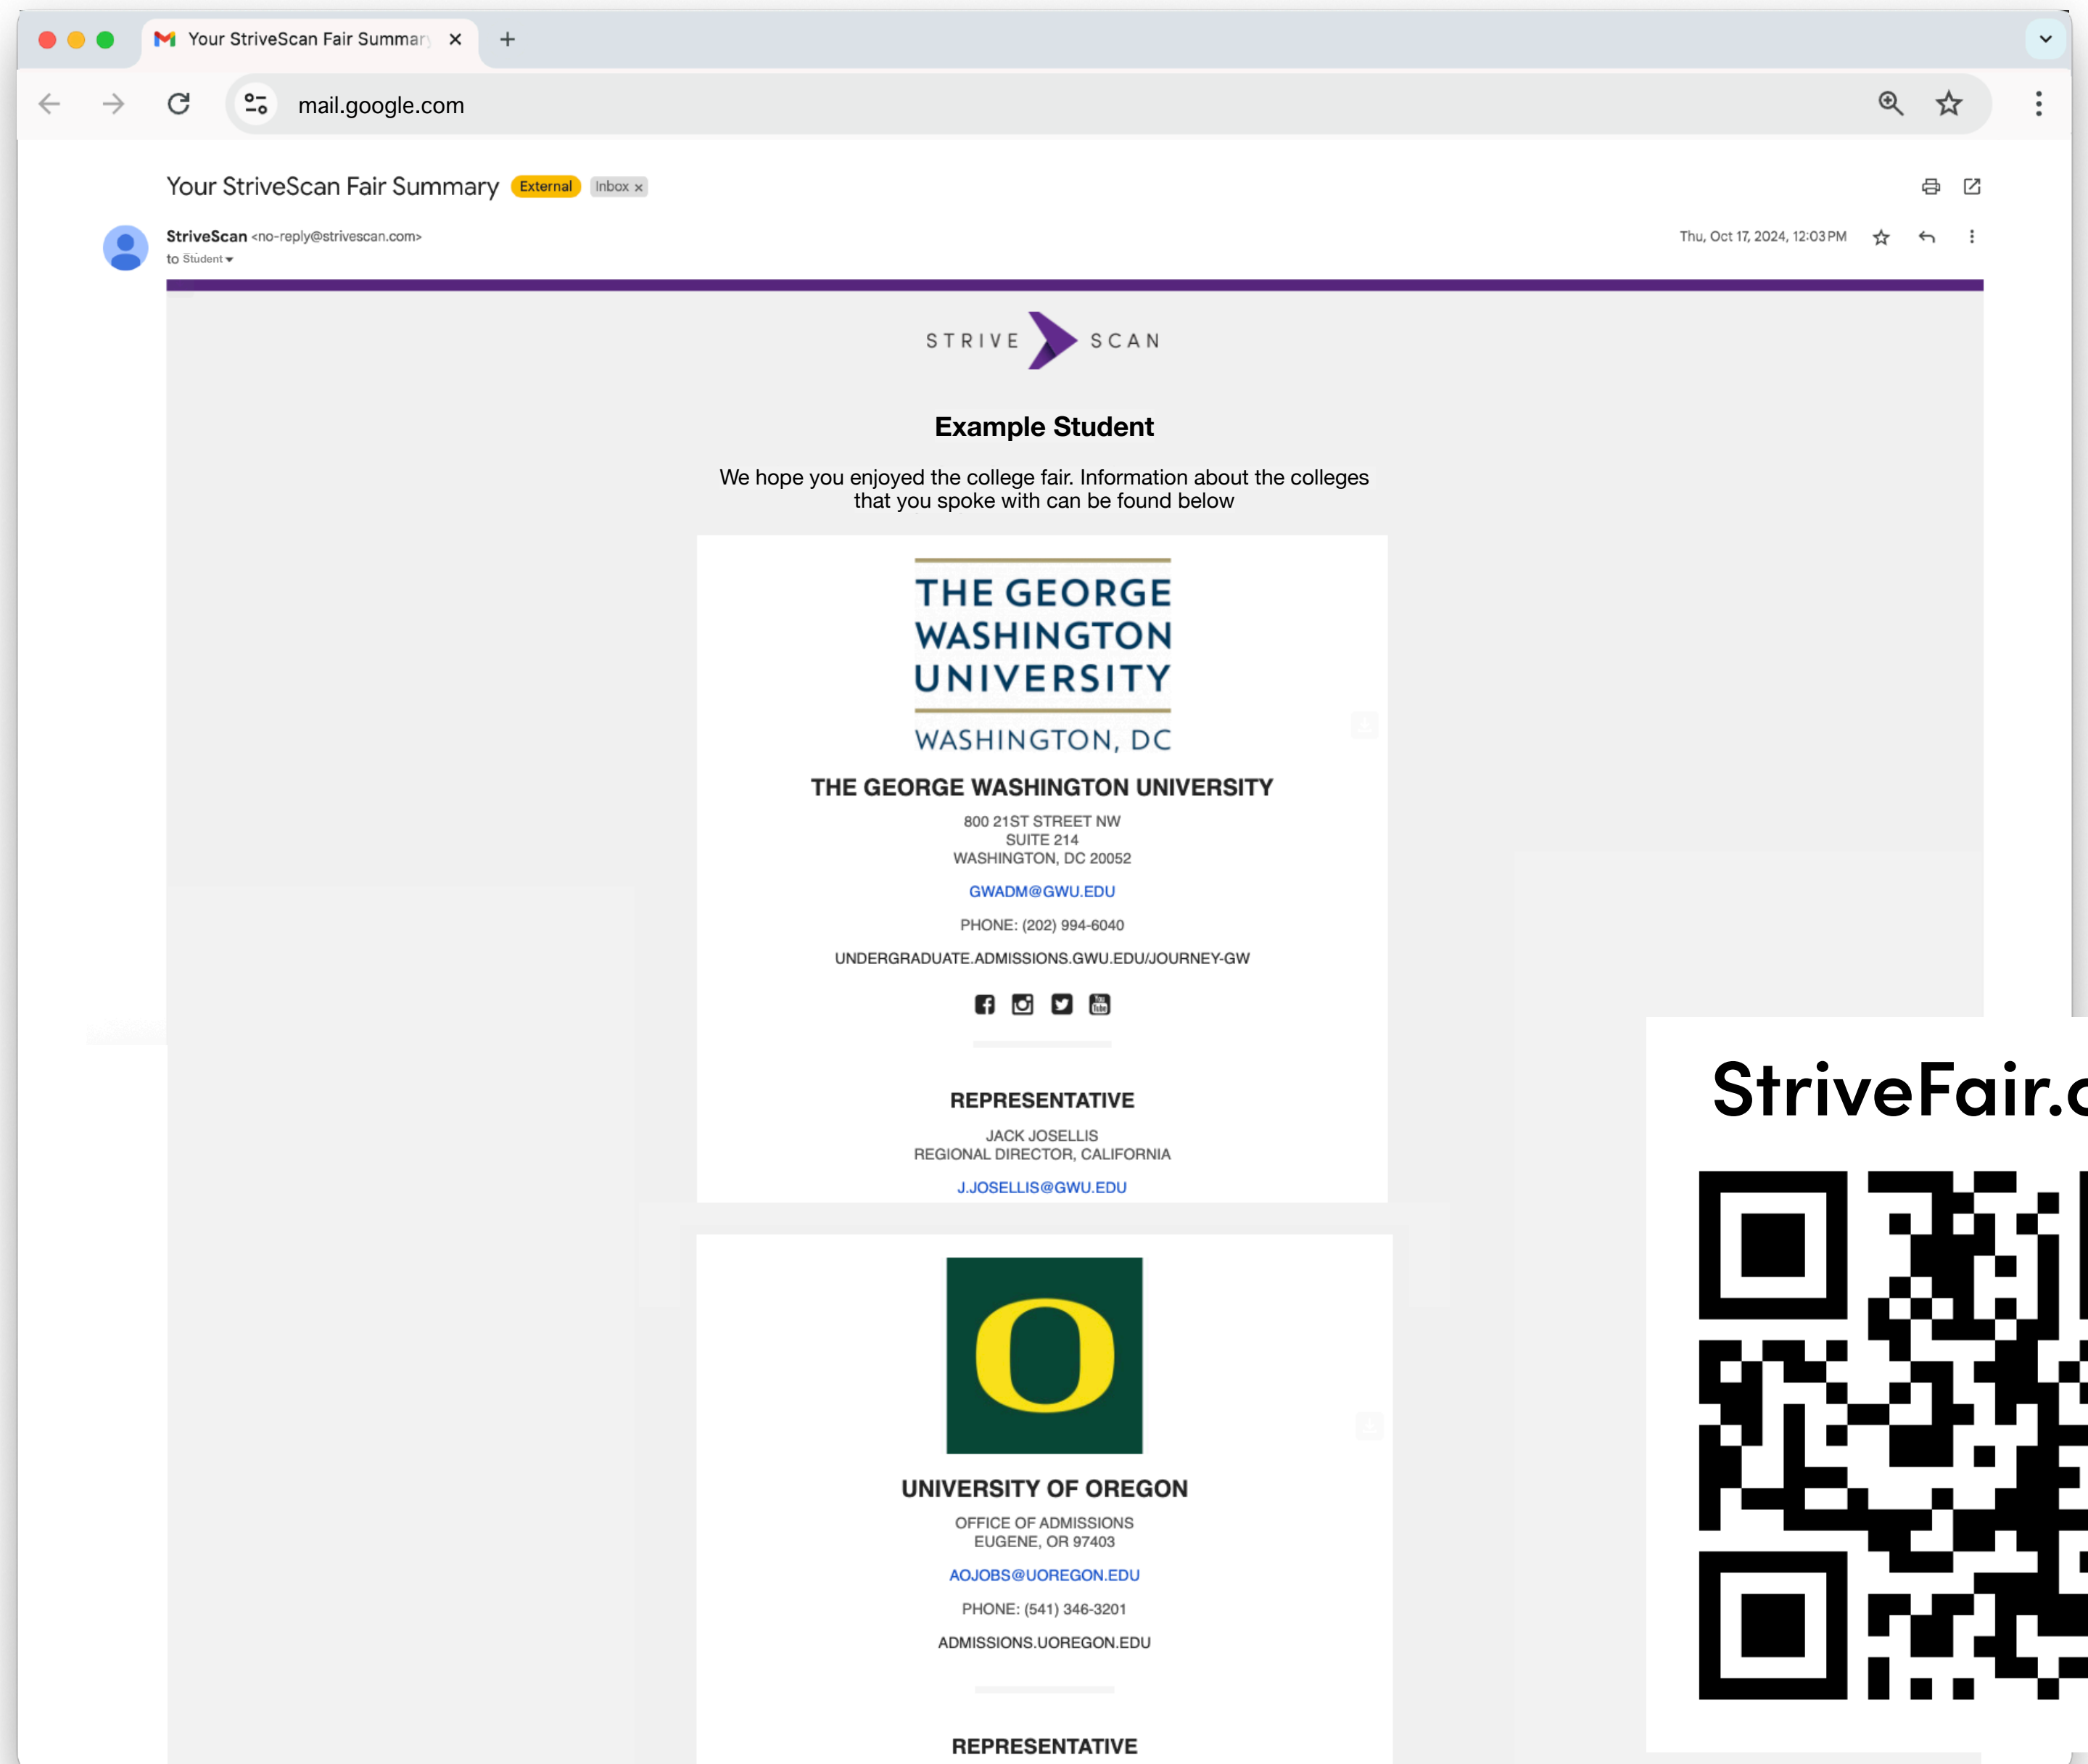 Your StriveScan Fair Summar
mail.google.com
Your StriveScan Fair Summary External Inbox x
StriveScan <no-reply@strivescan.com>
Thu, Oct 17, 2024, 12:03 PM
to Student
STRIVE SCAN
Example Student
We hope you enjoyed the college fair. Information about the colleges
that you spoke with can be found below
THE GEORGE
WASHINGTON
UNIVERSITY
WASHINGTON, DC
THE GEORGE WASHINGTON UNIVERSITY
800 21ST STREET NW
SUITE 214
WASHINGTON, DC 20052
GWADM@GWU.EDU
PHONE: (202) 994-6040
UNDERGRADUATE.ADMISSIONS.GWU.EDU/JOURNEY-GW
You Tube
REPRESENTATIVE
JACK JOSELLIS
REGIONAL DIRECTOR, CALIFORNIA
J.JOSELLIS@GWU.EDU
O
UNIVERSITY OF OREGON
OFFICE OF ADMISSIONS
EUGENE, OR 97403
AOJOBS@UOREGON.EDU
PHONE: (541) 346-3201
ADMISSIONS.UOREGON.EDU
REPRESENTATIVE
StriveFair.c